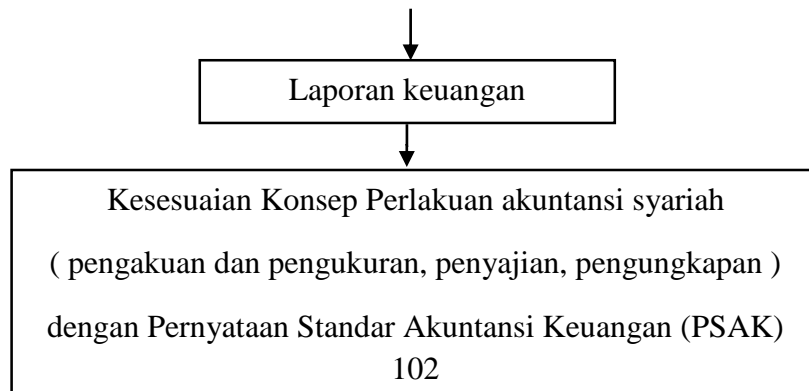 Laporan keuangan
Kesesuaian Konsep Perlakuan akuntansi syariah
( pengakuan dan pengukuran, penyajian, pengungkapan )
dengan Pernyataan Standar Akuntansi Keuangan (PSAK)
102